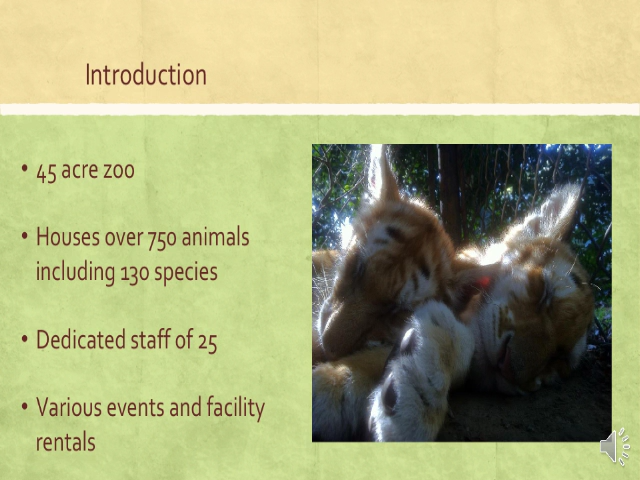 Introduction
• 45 acre zoo
• Houses over 750 animals
including 130 species
• Dedicated staff of 25
• Various events and facility
rentals